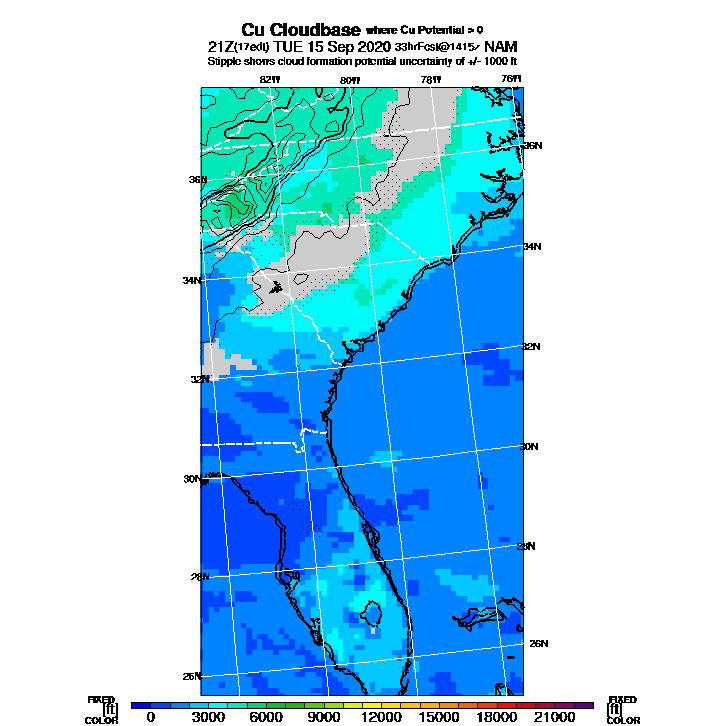 Cu Cloudbase where Cu Potential > 0
21Z(17edt) TUE 15 Sep 2020 33hrFcst@1415z NAM
Stipple shows cloud formation potential uncertainty of +/- 1000 ft
82W 80W 78W 76W
36N
36N
34N
34N
32N
32N
30N
30N
28N
28N
26N
26N
FIXED FIXED
[ft] [ft]
COLOR COLOR
0 3000 6000 9000 12000 15000 18000 21000